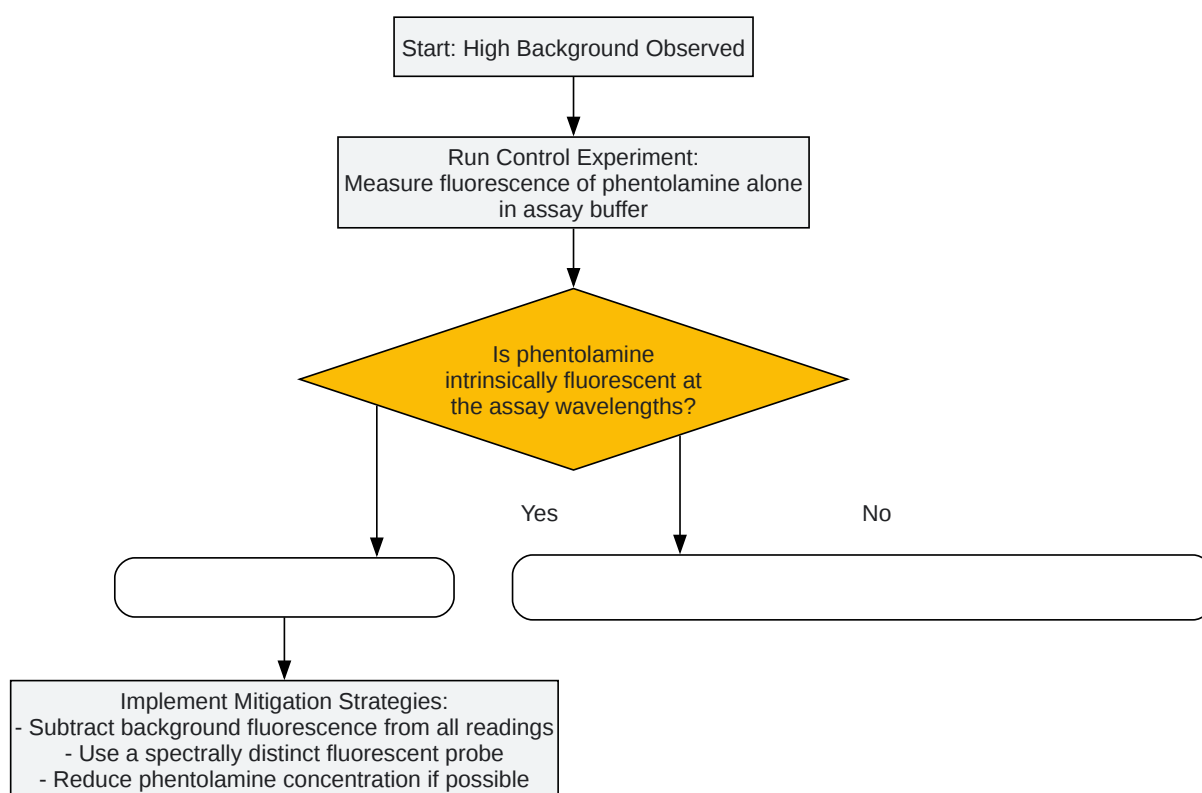 Start: High Background Observed
Run Control Experiment:
Measure fluorescence of phentolamine alone
in assay buffer
Is phentolamine
intrinsically fluorescent at
the assay wavelengths?
Yes
No
Implement Mitigation Strategies:
- Subtract background fluorescence from all readings
- Use a spectrally distinct fluorescent probe
- Reduce phentolamine concentration if possible